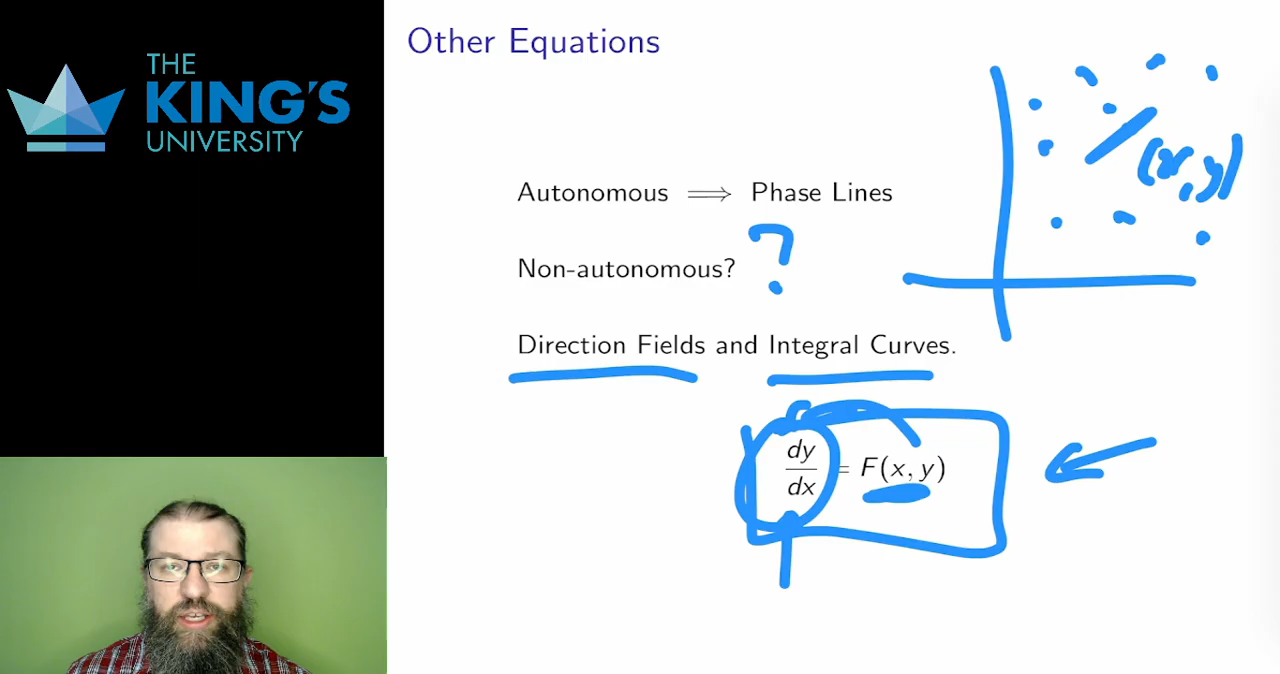 THE
KING'S
UNIVERSITY
Other Equations
Autonomous ⟹ Phase Lines
?
Non-autonomous?
Direction Fields and Integral Curves.
dy/dx = F(x, y)
(x,y)